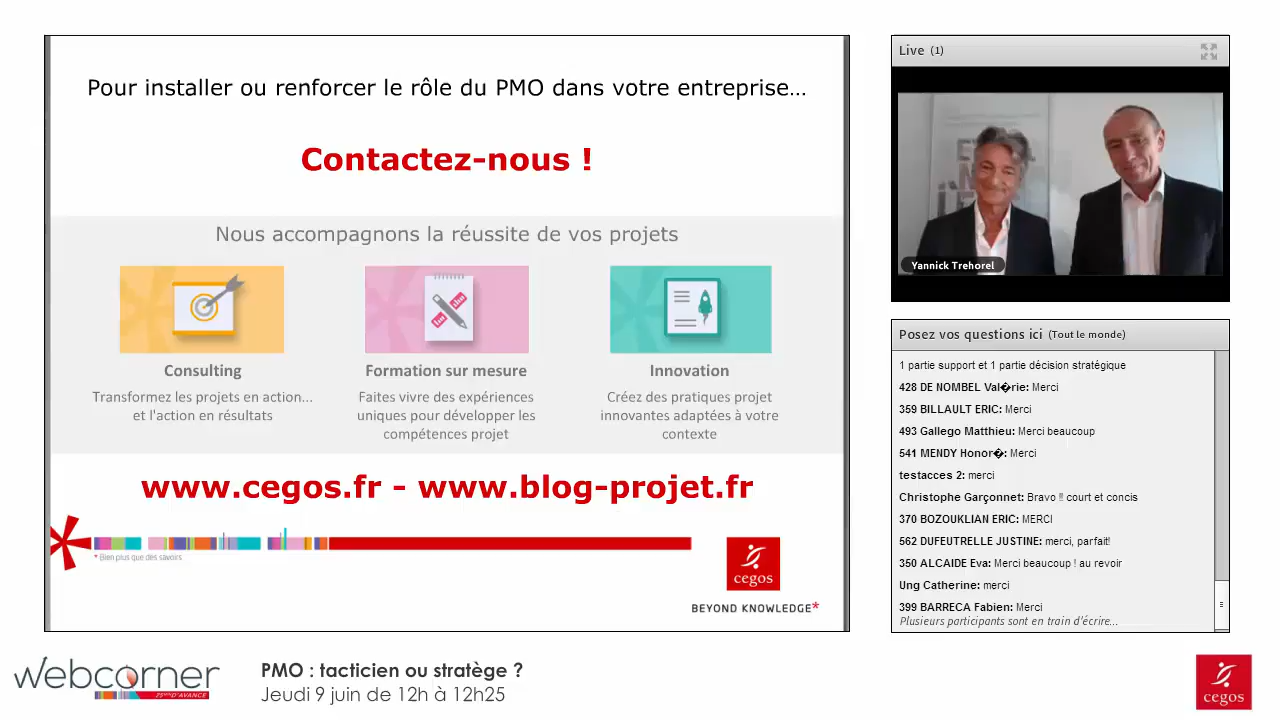 Pour installer ou renforcer le rôle du PMO dans votre entreprise…
Contactez-nous !
Nous accompagnons la réussite de vos projets
Consulting
Transformez les projets en action...
et l'action en résultats
Formation sur mesure
Faites vivre des expériences
uniques pour développer les
compétences projet
Innovation
Créez des pratiques projet
innovantes adaptées à votre
contexte
www.cegos.fr - www.blog-projet.fr
* Bien plus que des savoirs
cegos
BEYOND KNOWLEDGE*
Live (1)
Yannick Trehorel
Posez vos questions ici (Tout le monde)
1 partie support et 1 partie décision stratégique
428 DE NOMBEL Val�rie: Merci
359 BILLAULT ERIC: Merci
493 Gallego Matthieu: Merci beaucoup
541 MENDY Honor�: Merci
testacces 2: merci
Christophe Garçonnet: Bravo !! court et concis
370 BOZOUKLIAN ERIC: MERCI
562 DUFEUTRELLE JUSTINE: merci, parfait!
350 ALCAIDE Eva: Merci beaucoup ! au revoir
Ung Catherine: merci
399 BARRECA Fabien: Merci
Plusieurs participants sont en train d'écrire...
webcorner
PMO : tacticien ou stratège ?
Jeudi 9 juin de 12h à 12h25
cegos